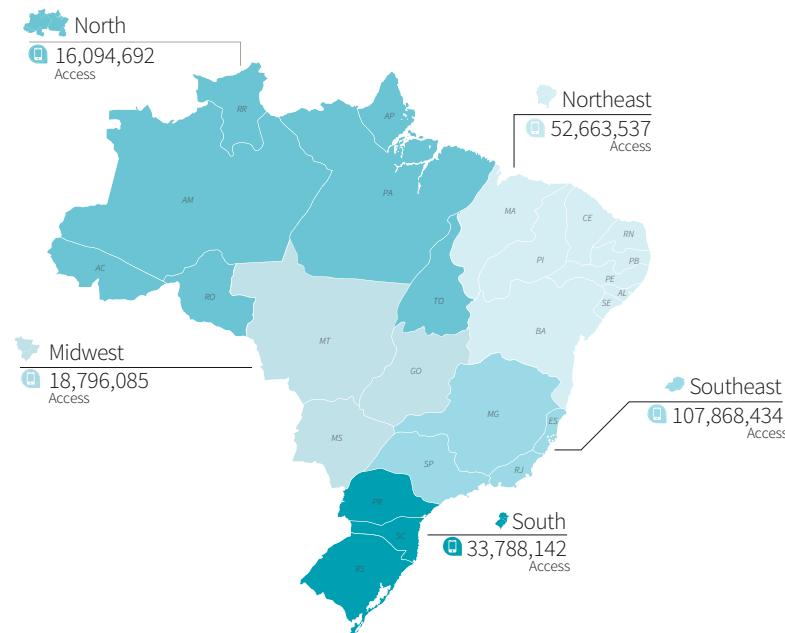 North
16,094,692
Access
Northeast
52,663,537
Access
RR
AP
AM
PA
MA
CE
RN
PB
PI
PE
AL
SE
AC
RO
TO
BA
Midwest
18,796,085
Access
MT
GO
Southeast
107,868,434
Access
MG
ES
MS
SP
RJ
PR
South
33,788,142
Access
SC
RS